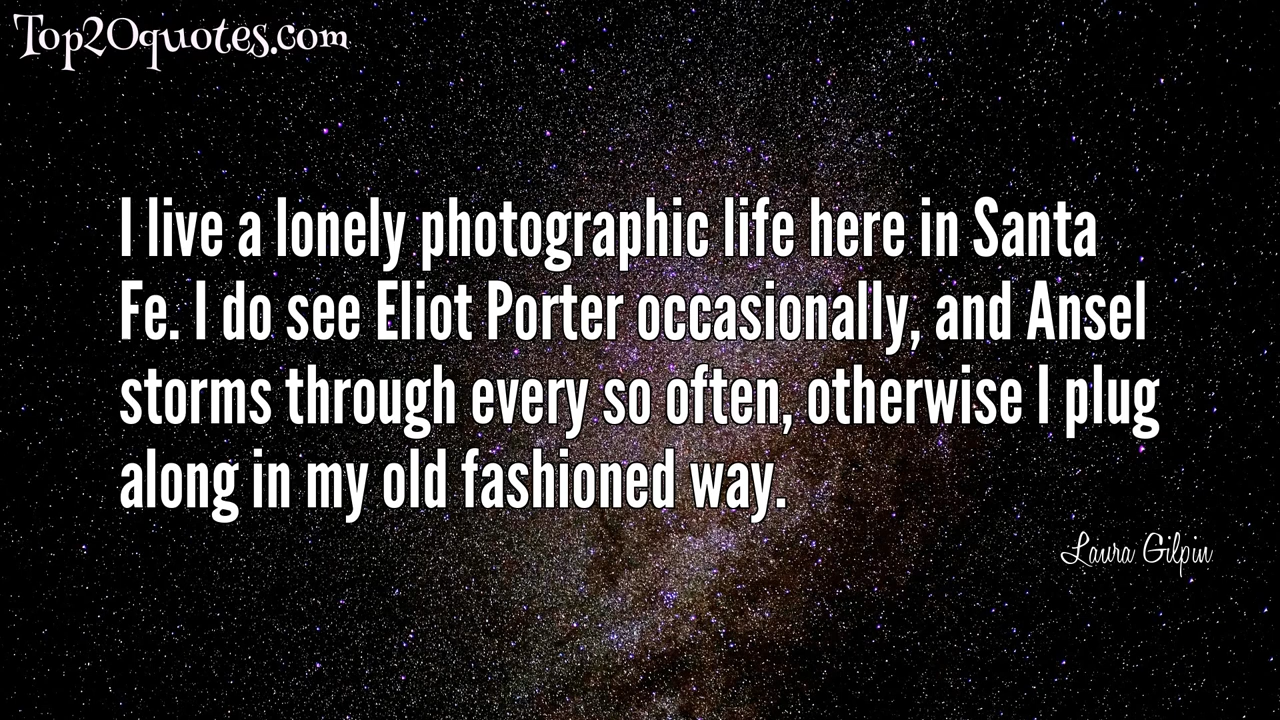 Top20quotes.com
I live a lonely photographic life here in Santa
Fe. I do see Eliot Porter occasionally, and Ansel
storms through every so often, otherwise I plug
along in my old fashioned way.
Laura Gilpin